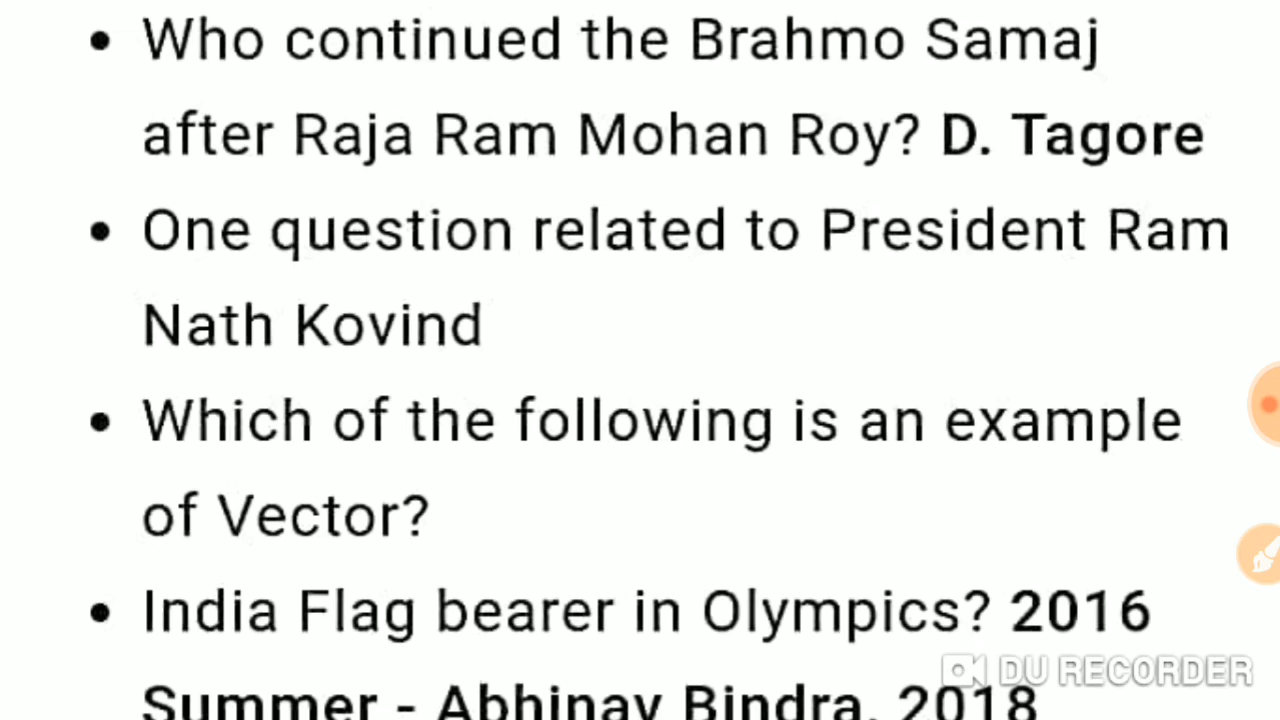 • Who continued the Brahmo Samaj
after Raja Ram Mohan Roy? D. Tagore
• One question related to President Ram
Nath Kovind
• Which of the following is an example
of Vector?
• India Flag bearer in Olympics? 2016
DU RECORDER
Summer - Abhinav Bindra, 2018